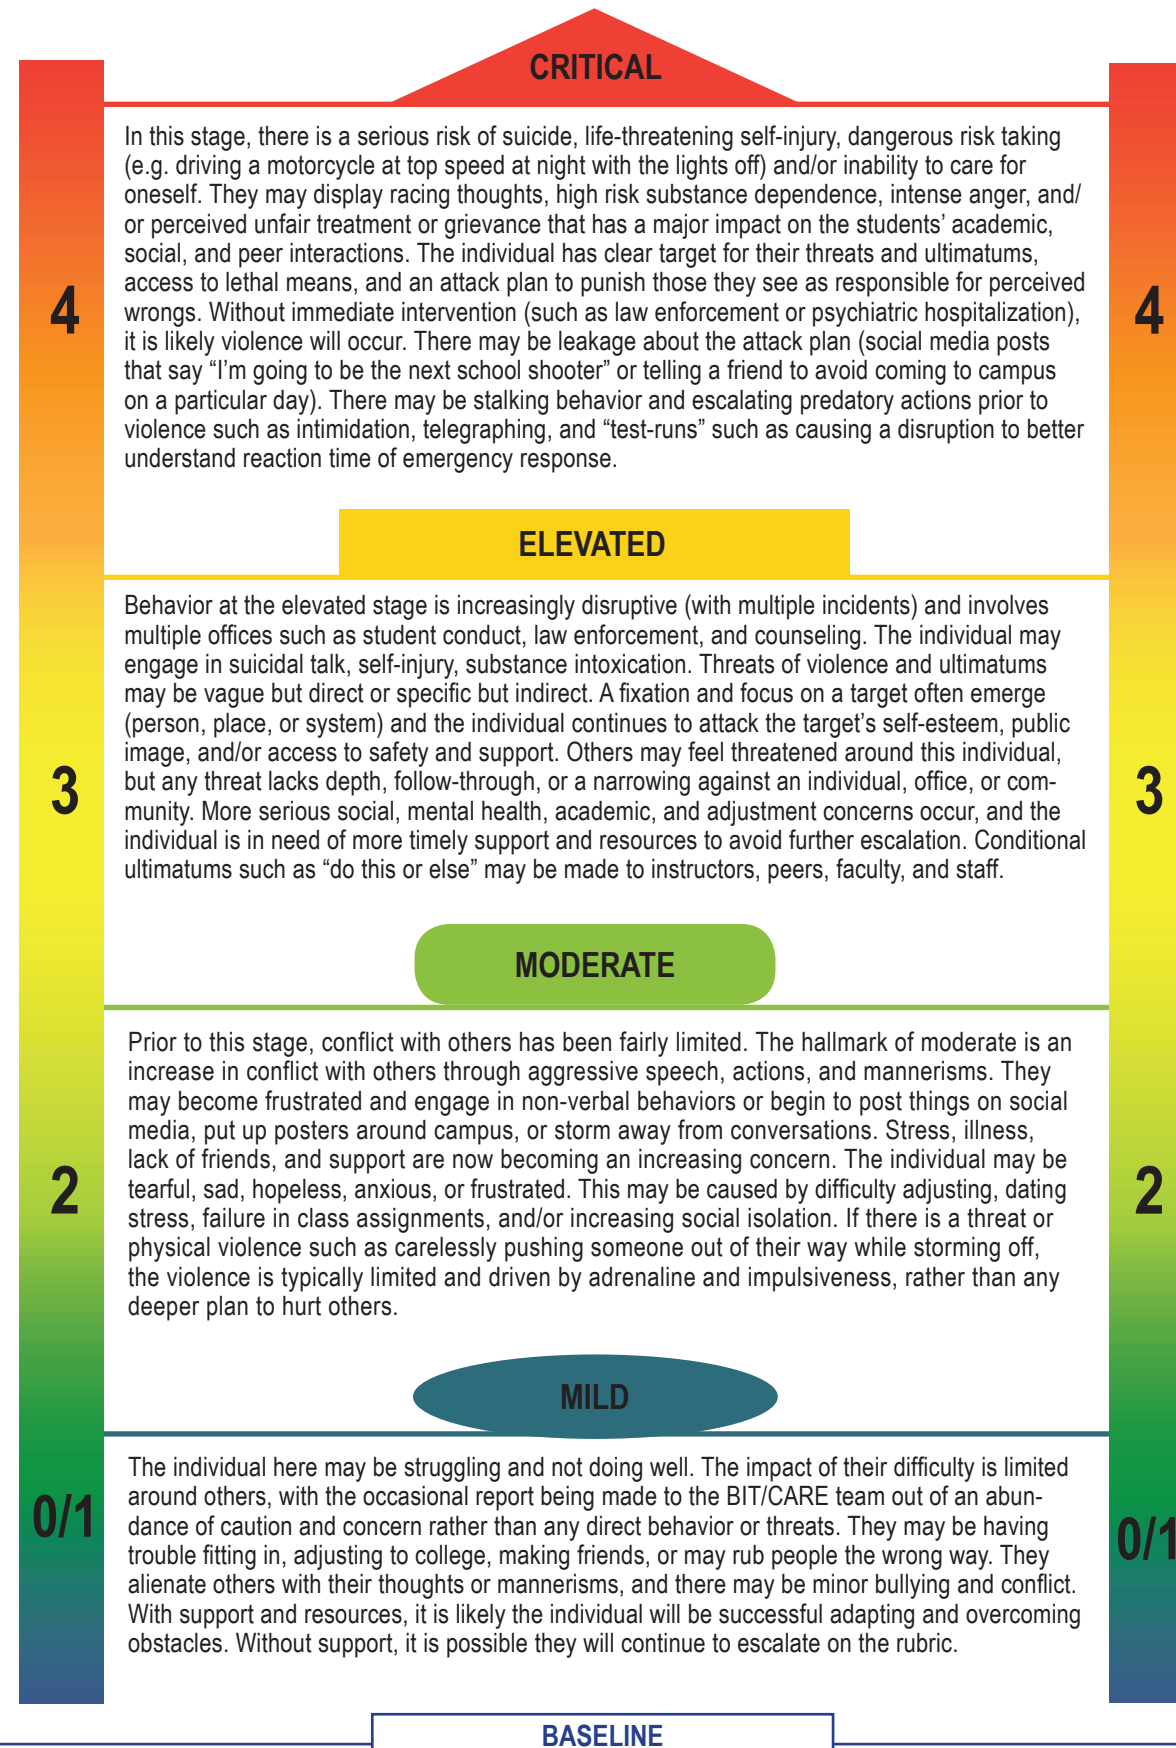 CRITICAL
In this stage, there is a serious risk of suicide, life-threatening self-injury, dangerous risk taking
(e.g. driving a motorcycle at top speed at night with the lights off) and/or inability to care for
oneself. They may display racing thoughts, high risk substance dependence, intense anger, and/
or perceived unfair treatment or grievance that has a major impact on the students’ academic,
social, and peer interactions. The individual has clear target for their threats and ultimatums,
access to lethal means, and an attack plan to punish those they see as responsible for perceived
wrongs. Without immediate intervention (such as law enforcement or psychiatric hospitalization),
it is likely violence will occur. There may be leakage about the attack plan (social media posts
that say “I’m going to be the next school shooter” or telling a friend to avoid coming to campus
on a particular day). There may be stalking behavior and escalating predatory actions prior to
violence such as intimidation, telegraphing, and “test-runs” such as causing a disruption to better
understand reaction time of emergency response.
4
4
ELEVATED
Behavior at the elevated stage is increasingly disruptive (with multiple incidents) and involves
multiple offices such as student conduct, law enforcement, and counseling. The individual may
engage in suicidal talk, self-injury, substance intoxication. Threats of violence and ultimatums
may be vague but direct or specific but indirect. A fixation and focus on a target often emerge
(person, place, or system) and the individual continues to attack the target’s self-esteem, public
image, and/or access to safety and support. Others may feel threatened around this individual,
but any threat lacks depth, follow-through, or a narrowing against an individual, office, or com-
munity. More serious social, mental health, academic, and adjustment concerns occur, and the
individual is in need of more timely support and resources to avoid further escalation. Conditional
ultimatums such as “do this or else” may be made to instructors, peers, faculty, and staff.
3
3
MODERATE
Prior to this stage, conflict with others has been fairly limited. The hallmark of moderate is an
increase in conflict with others through aggressive speech, actions, and mannerisms. They
may become frustrated and engage in non-verbal behaviors or begin to post things on social
media, put up posters around campus, or storm away from conversations. Stress, illness,
lack of friends, and support are now becoming an increasing concern. The individual may be
tearful, sad, hopeless, anxious, or frustrated. This may be caused by difficulty adjusting, dating
stress, failure in class assignments, and/or increasing social isolation. If there is a threat or
physical violence such as carelessly pushing someone out of their way while storming off,
the violence is typically limited and driven by adrenaline and impulsiveness, rather than any
deeper plan to hurt others.
2
2
MILD
The individual here may be struggling and not doing well. The impact of their difficulty is limited
around others, with the occasional report being made to the BIT/CARE team out of an abun-
dance of caution and concern rather than any direct behavior or threats. They may be having
trouble fitting in, adjusting to college, making friends, or may rub people the wrong way. They
alienate others with their thoughts or mannerisms, and there may be minor bullying and conflict.
With support and resources, it is likely the individual will be successful adapting and overcoming
obstacles. Without support, it is possible they will continue to escalate on the rubric.
0/1
0/1
BASELINE